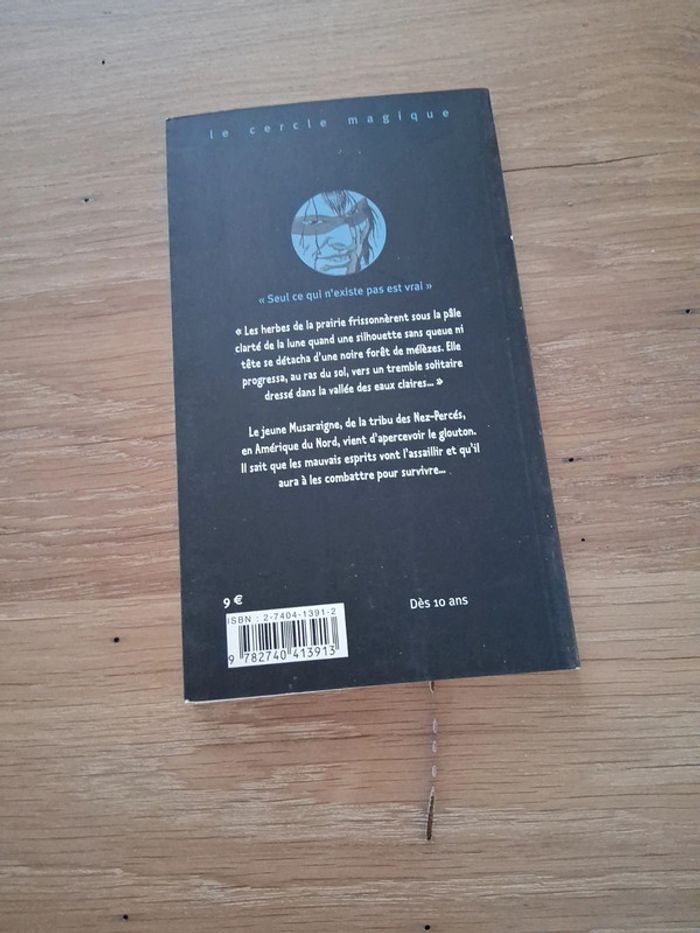 le cercle magique
« Seul ce qui n'existe pas est vrai »
« Les herbes de la prairie frissonnèrent sous la pâle
clarté de la lune quand une silhouette sans queue ni
tête se détacha d'une noire forêt de mélèzes. Elle
progressa, au ras du sol, vers un tremble solitaire
dressé dans la vallée des eaux claires... »
Le jeune Musaraigne, de la tribu des Nez-Percés,
en Amérique du Nord, vient d'apercevoir le glouton.
Il sait que les mauvais esprits vont l'assaillir et qu'il
aura à les combattre pour survivre...
9 €
Dès 10 ans
ISBN : 2-7404-1391-2
9 782740 413913